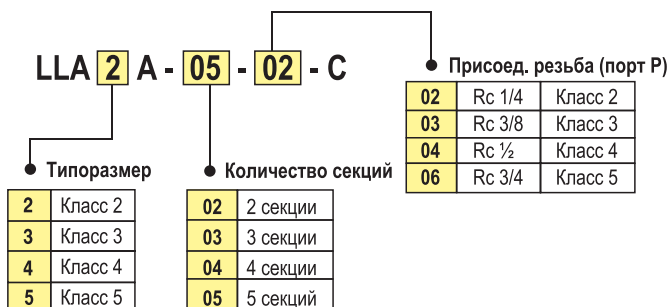 LLA 2 A - 05 - 02 - C
Присоед. резьба (порт P)
02 Rc 1/4 Класс 2
03 Rc 3/8 Класс 3
04 Rc ½ Класс 4
06 Rc 3/4 Класс 5
Типоразмер
2 Класс 2
3 Класс 3
4 Класс 4
5 Класс 5
Количество секций
02 2 секции
03 3 секции
04 4 секции
05 5 секций